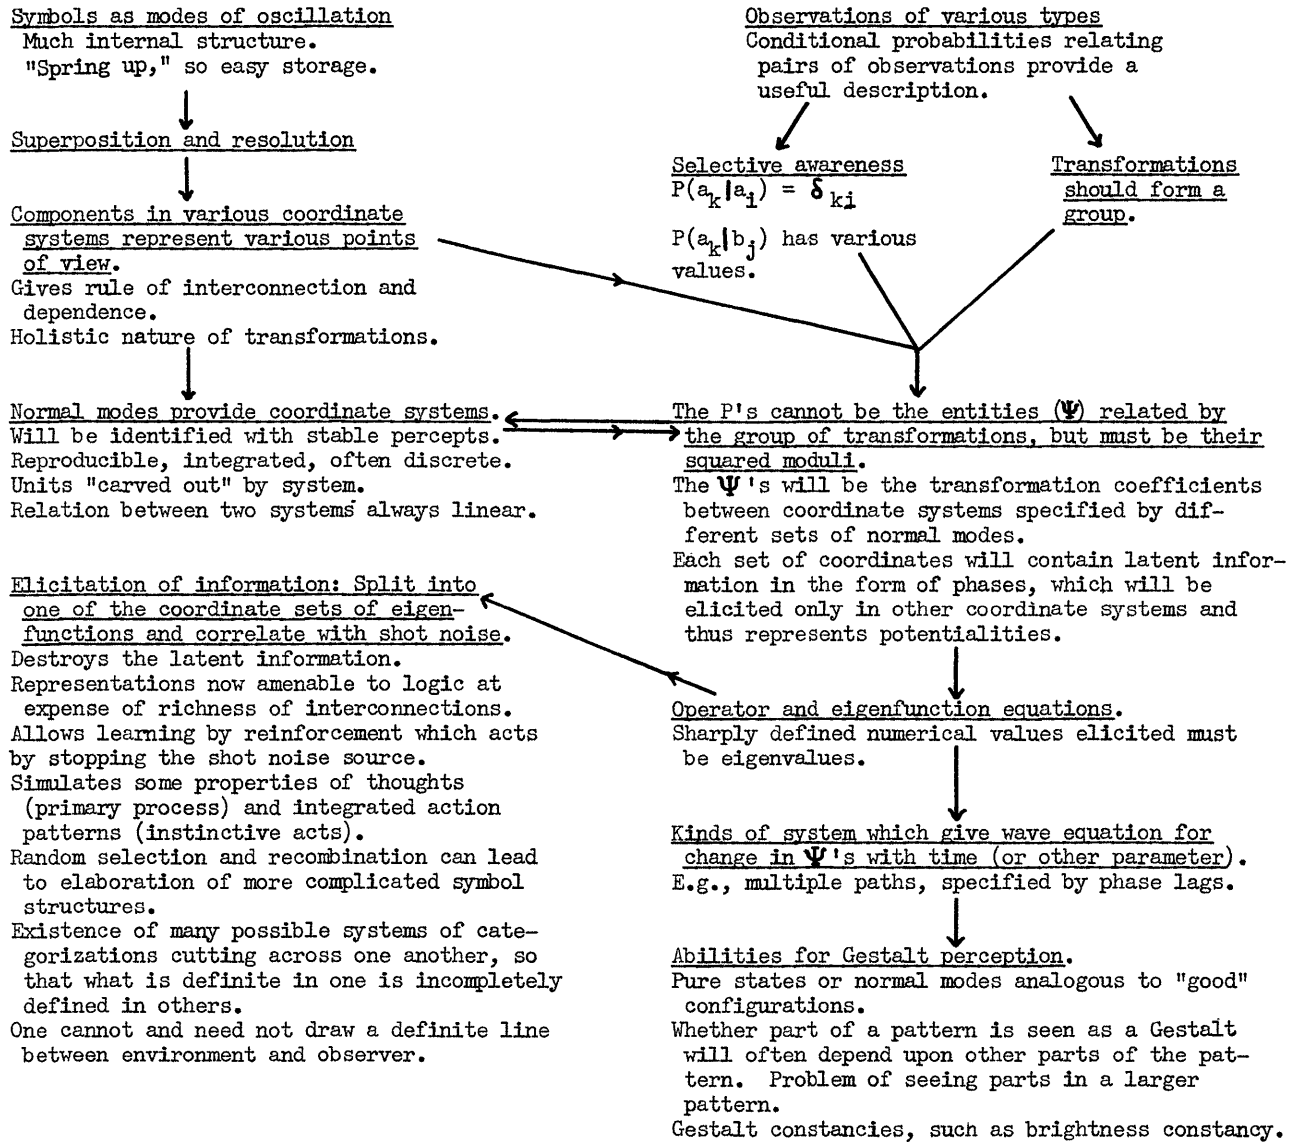 Symbols as modes of oscillation
Much internal structure.
"Spring up," so easy storage.
Superposition and resolution
Components in various coordinate
systems represent various points
of view.
Gives rule of interconnection and
dependence.
Holistic nature of transformations.
Normal modes provide coordinate systems.
Will be identified with stable percepts.
Reproducible, integrated, often discrete.
Units "carved out" by system.
Relation between two systems always linear.
Elicitation of information: Split into
one of the coordinate sets of eigen-
functions and correlate with shot noise.
Destroys the latent information.
Representations now amenable to logic at
expense of richness of interconnections.
Allows learning by reinforcement which acts
by stopping the shot noise source.
Simulates some properties of thoughts
(primary process) and integrated action
patterns (instinctive acts).
Random selection and recombination can lead
to elaboration of more complicated symbol
structures.
Existence of many possible systems of cate-
gorizations cutting across one another, so
that what is definite in one is incompletely
defined in others.
One cannot and need not draw a definite line
between environment and observer.
Observations of various types
Conditional probabilities relating
pairs of observations provide a
useful description.
Selective awareness
P(a_k|a_i) = δ_ki
P(a_k|b_j) has various
values.
Transformations
should form a
group.
The P's cannot be the entities (Ψ) related by
the group of transformations, but must be their
squared moduli.
The Ψ's will be the transformation coefficients
between coordinate systems specified by dif-
ferent sets of normal modes.
Each set of coordinates will contain latent infor-
mation in the form of phases, which will be
elicited only in other coordinate systems and
thus represents potentialities.
Operator and eigenfunction equations.
Sharply defined numerical values elicited must
be eigenvalues.
Kinds of system which give wave equation for
change in Ψ's with time (or other parameter).
E.g., multiple paths, specified by phase lags.
Abilities for Gestalt perception.
Pure states or normal modes analogous to "good"
configurations.
Whether part of a pattern is seen as a Gestalt
will often depend upon other parts of the pat-
tern. Problem of seeing parts in a larger
pattern.
Gestalt constancies, such as brightness constancy.